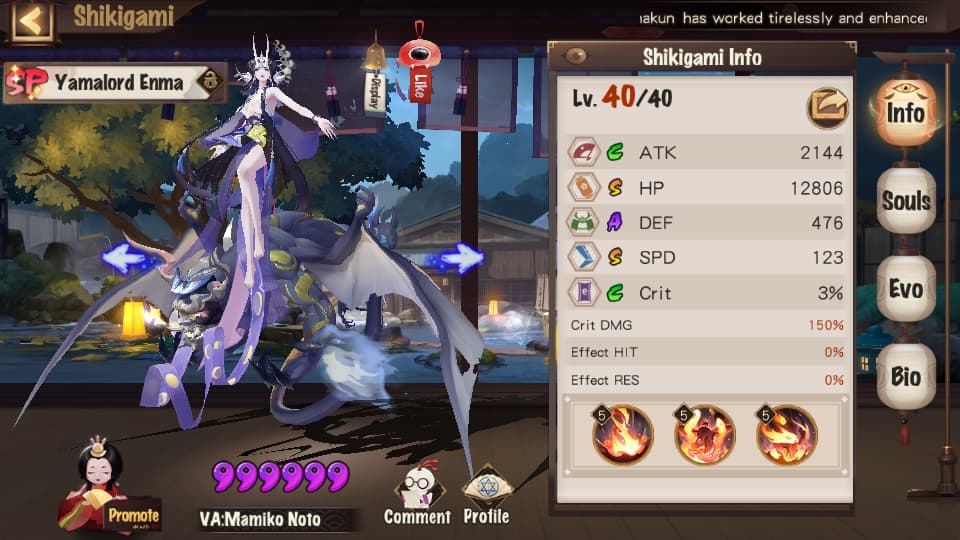 Shikigami
akun has worked tirelessly and enhanced
SP Yamalord Enma
Display
Like
Shikigami Info
Lv. 40/40
C ATK 2144
S HP 12806
A DEF 476
S SPD 123
C Crit 3%
Crit DMG 150%
Effect HIT 0%
Effect RES 0%
5 5 5
Info
Souls
Evo
Bio
999999
Promote
VA:Mamiko Noto
Comment
Profile